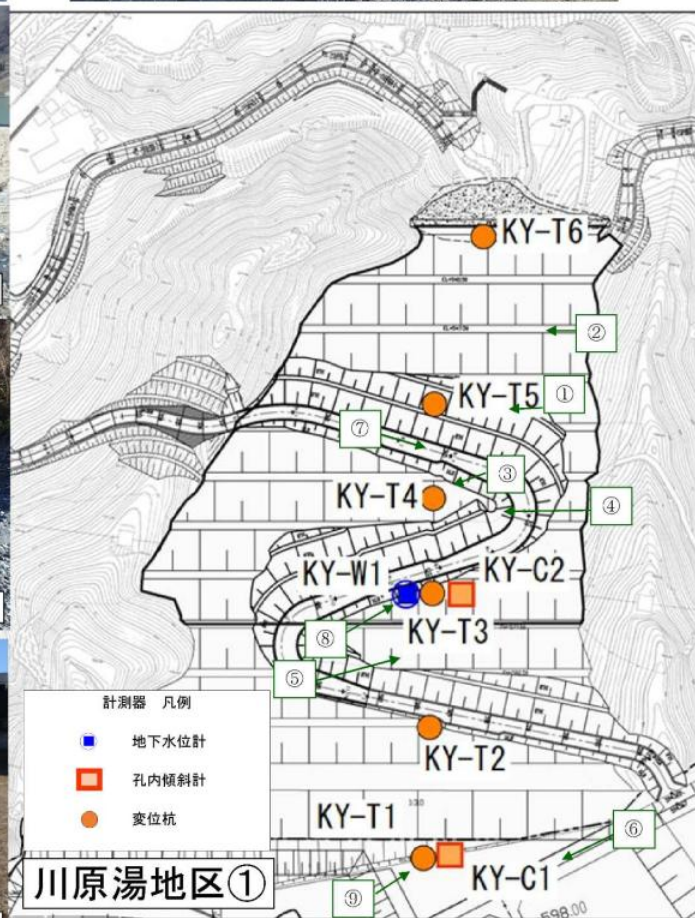 KY-T6
②
KY-T5
①
⑦
③
KY-T4
④
KY-W1
KY-C2
⑧
KY-T3
⑤
計測器 凡例
地下水位計
孔内傾斜計
変位杭
KY-T2
KY-T1
⑥
KY-C1
⑨
川原湯地区①